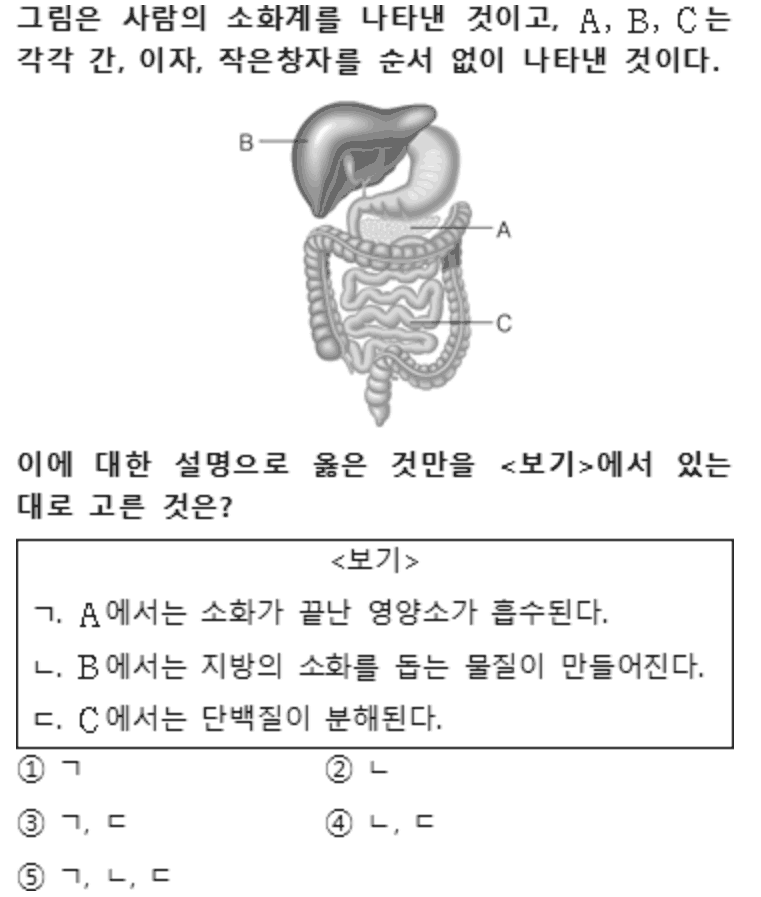 그림은 사람의 소화계를 나타낸 것이고, A, B, C는
각각 간, 이자, 작은창자를 순서 없이 나타낸 것이다.
B
A
C
이에 대한 설명으로 옳은 것만을 <보기>에서 있는
대로 고른 것은?
<보기>
ㄱ. A에서는 소화가 끝난 영양소가 흡수된다.
ㄴ. B에서는 지방의 소화를 돕는 물질이 만들어진다.
ㄷ. C에서는 단백질이 분해된다.
① ㄱ ② ㄴ
③ ㄱ, ㄷ ④ ㄴ, ㄷ
⑤ ㄱ, ㄴ, ㄷ